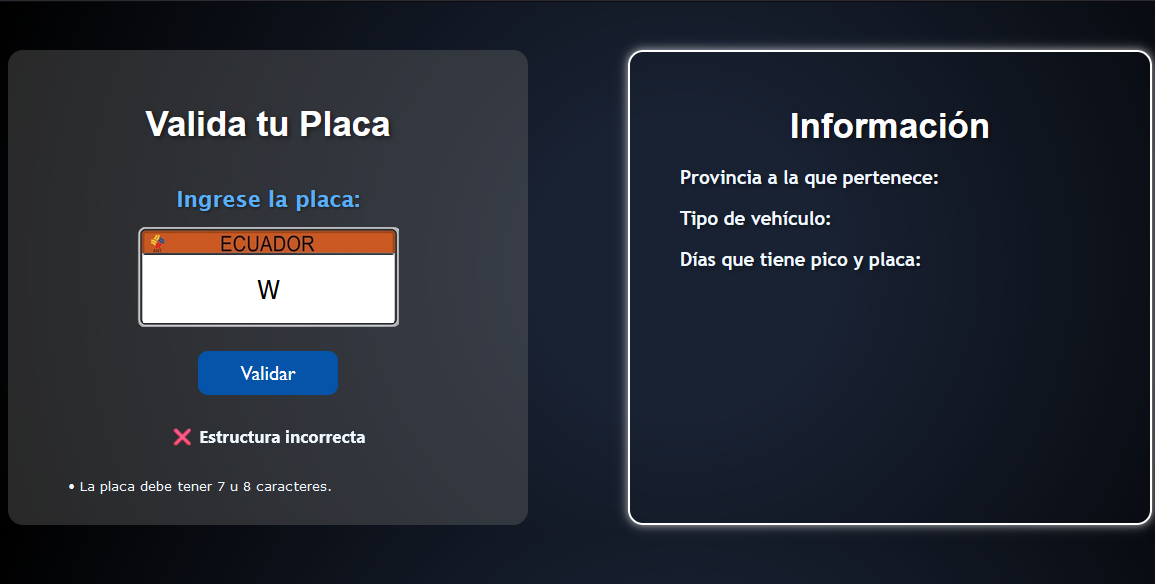 Valida tu Placa
Ingrese la placa:
ECUADOR
W
Validar
❌ Estructura incorrecta
• La placa debe tener 7 u 8 caracteres.
Información
Provincia a la que pertenece:
Tipo de vehículo:
Días que tiene pico y placa: